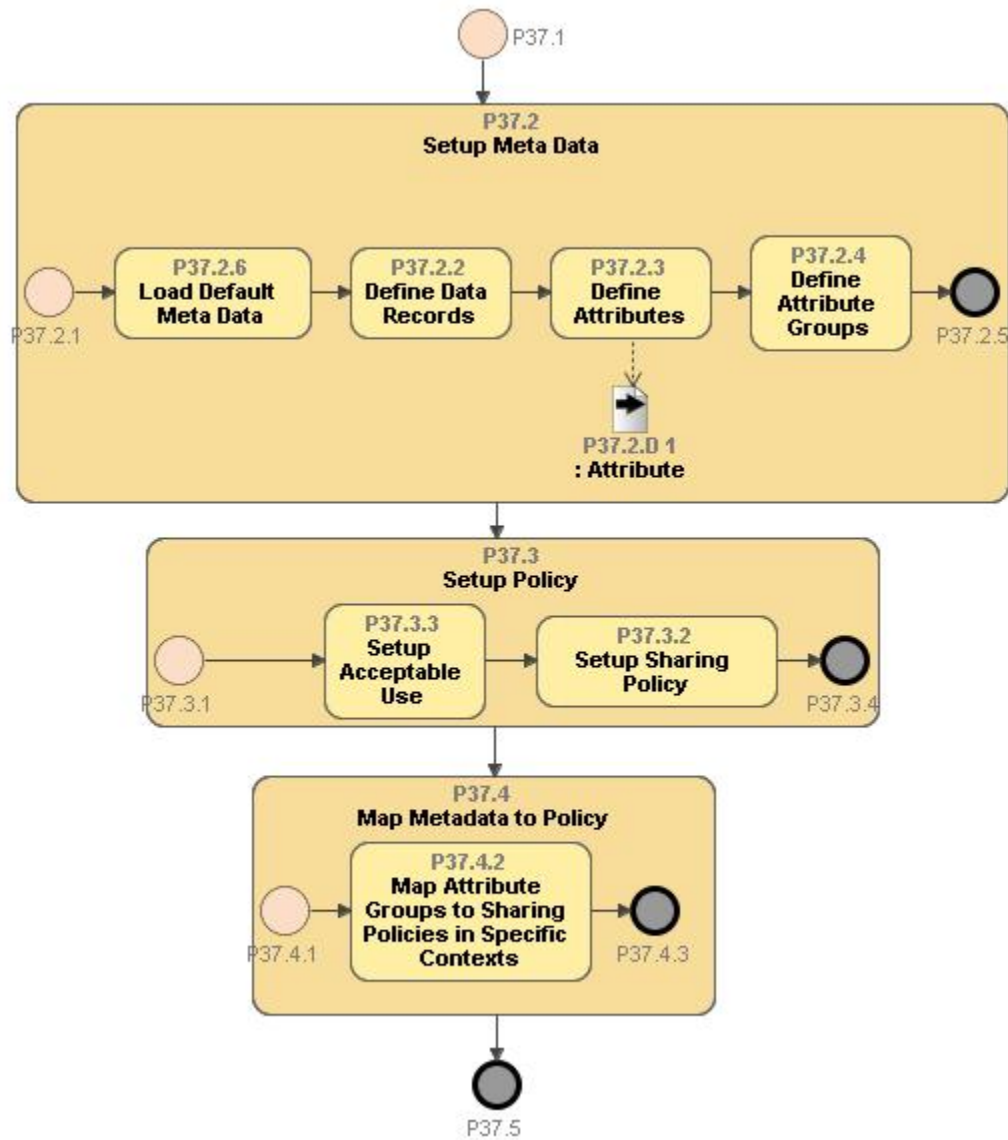 P37.1
P37.2
Setup Meta Data
P37.2.1
P37.2.6
Load Default
Meta Data
P37.2.2
Define Data
Records
P37.2.3
Define
Attributes
P37.2.4
Define
Attribute
Groups
P37.2.5
P37.2.D 1
: Attribute
P37.3
Setup Policy
P37.3.1
P37.3.3
Setup
Acceptable
Use
P37.3.2
Setup Sharing
Policy
P37.3.4
P37.4
Map Metadata to Policy
P37.4.1
P37.4.2
Map Attribute
Groups to Sharing
Policies in Specific
Contexts
P37.4.3
P37.5